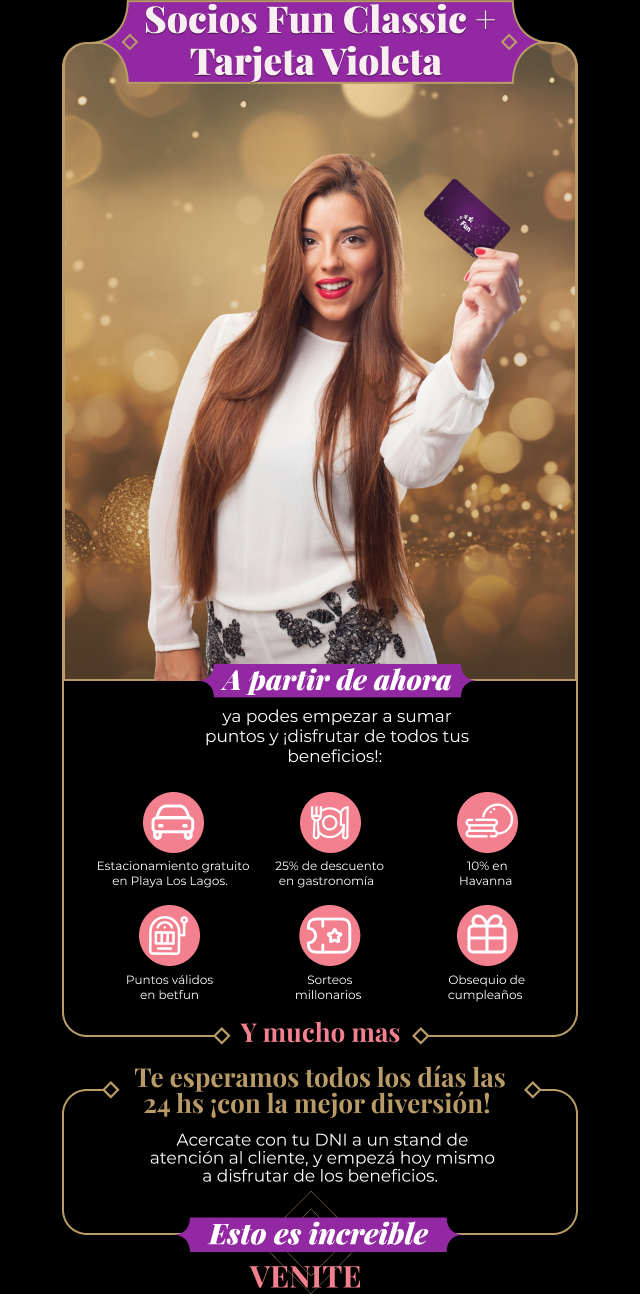 Socios Fun Classic +
Tarjeta Violeta
Fun
A partir de ahora
ya podes empezar a sumar
puntos y ¡disfrutar de todos tus
beneficios!:
Estacionamiento gratuito
en Playa Los Lagos.
25% de descuento
en gastronomía
10% en
Havanna
Puntos válidos
en betfun
Sorteos
millonarios
Obsequio de
cumpleaños
Y mucho mas
Te esperamos todos los días las
24 hs ¡con la mejor diversión!
Acercate con tu DNI a un stand de
atención al cliente, y empezá hoy mismo
a disfrutar de los beneficios.
Esto es increible
VENITE